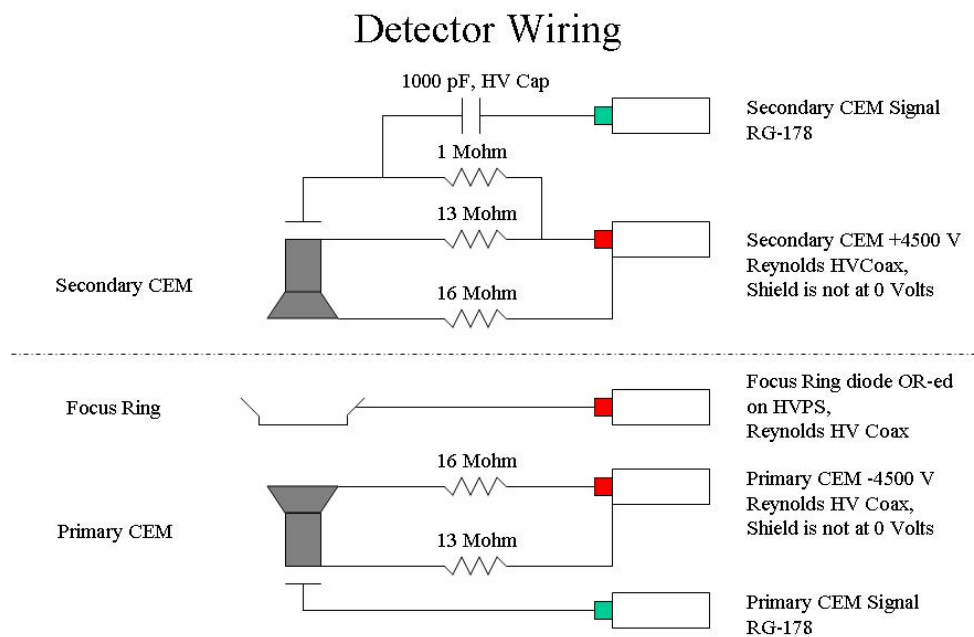 Detector Wiring
1000 pF, HV Cap
Secondary CEM Signal
RG-178
1 Mohm
13 Mohm
Secondary CEM +4500 V
Reynolds HVCoax,
Shield is not at 0 Volts
Secondary CEM
16 Mohm
Focus Ring
Focus Ring diode OR-ed
on HVPS,
Reynolds HV Coax
16 Mohm
Primary CEM -4500 V
Reynolds HV Coax,
Shield is not at 0 Volts
Primary CEM
13 Mohm
Primary CEM Signal
RG-178